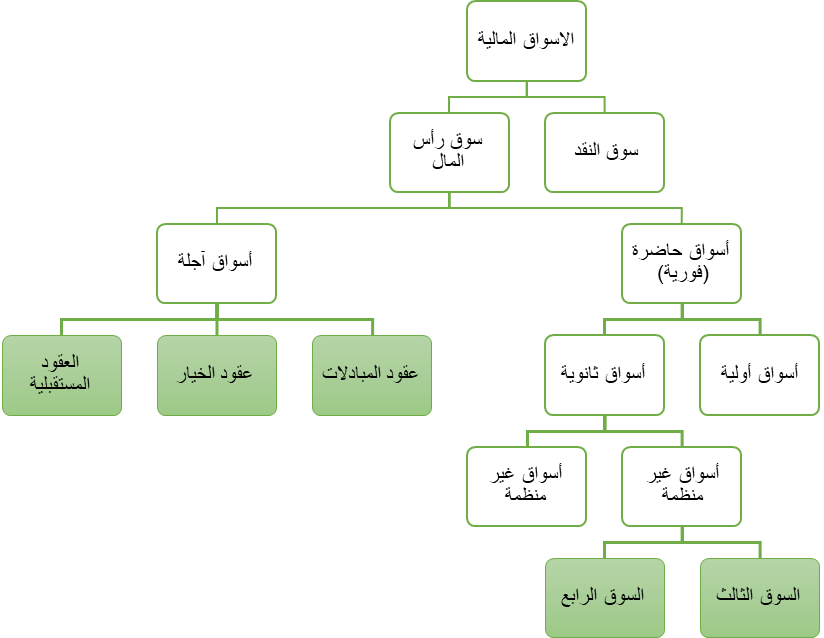 الاسواق المالية
سوق النقد
سوق رأس
المال
أسواق حاضرة
(فورية)
أسواق آجلة
أسواق أولية
أسواق ثانوية
عقود المبادلات
عقود الخيار
العقود
المستقبلية
أسواق غير
منظمة
أسواق غير
منظمة
السوق الثالث
السوق الرابع